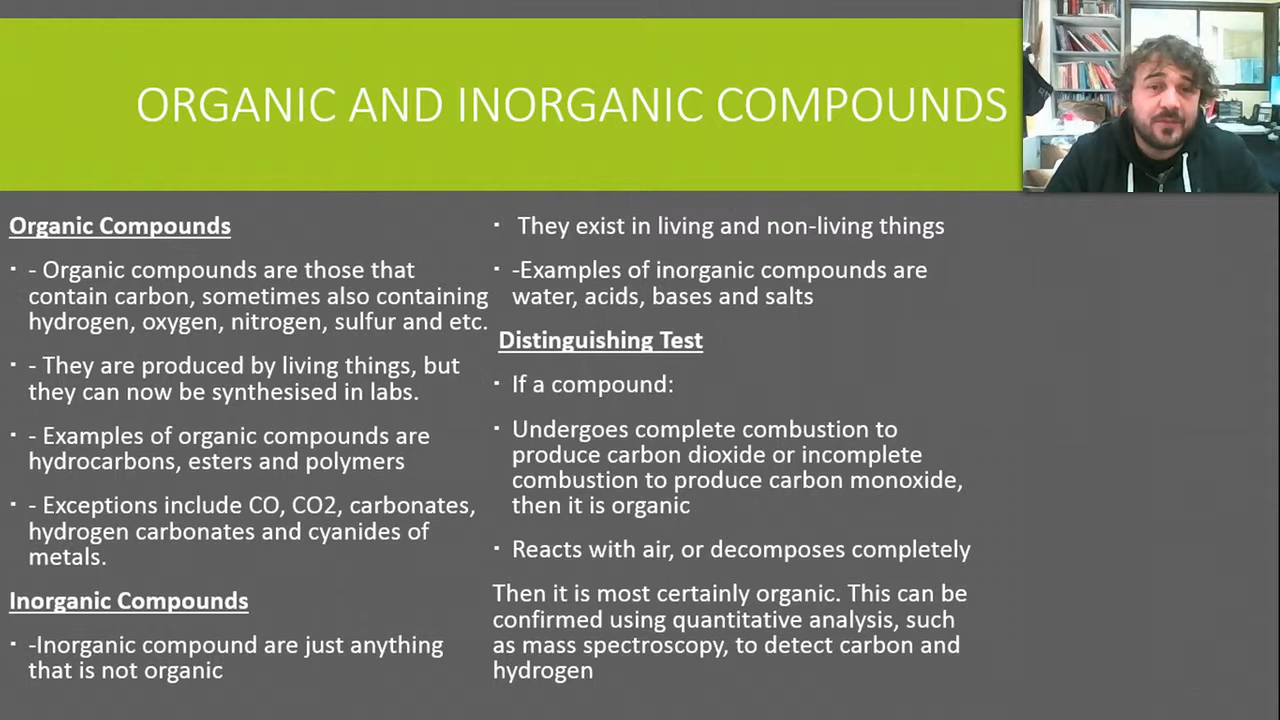 ORGANIC AND INORGANIC COMPOUNDS
Organic Compounds
- Organic compounds are those that
contain carbon, sometimes also containing
hydrogen, oxygen, nitrogen, sulfur and etc.
- They are produced by living things, but
they can now be synthesised in labs.
- Examples of organic compounds are
hydrocarbons, esters and polymers
- Exceptions include CO, CO2, carbonates,
hydrogen carbonates and cyanides of
metals.
Inorganic Compounds
-Inorganic compound are just anything
that is not organic
They exist in living and non-living things
-Examples of inorganic compounds are
water, acids, bases and salts
Distinguishing Test
If a compound:
Undergoes complete combustion to
produce carbon dioxide or incomplete
combustion to produce carbon monoxide,
then it is organic
Reacts with air, or decomposes completely
Then it is most certainly organic. This can be
confirmed using quantitative analysis, such
as mass spectroscopy, to detect carbon and
hydrogen